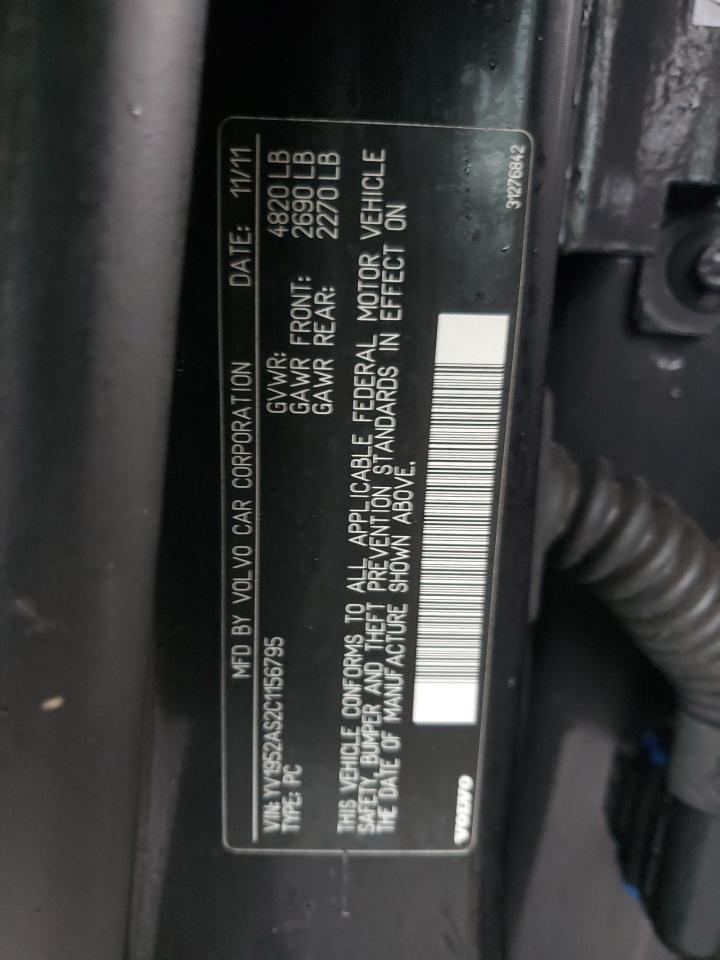 MFD BY VOLVO CAR CORPORATION DATE: 11/11
VIN: YV1952AS2C1156795 GVWR: 4820 LB
TYPE: PC GAWR FRONT: 2690 LB
GAWR REAR: 2270 LB
THIS VEHICLE CONFORMS TO ALL APPLICABLE FEDERAL MOTOR VEHICLE
SAFETY, BUMPER AND THEFT PREVENTION STANDARDS IN EFFECT ON
THE DATE OF MANUFACTURE SHOWN ABOVE.
VOLVO 31276842